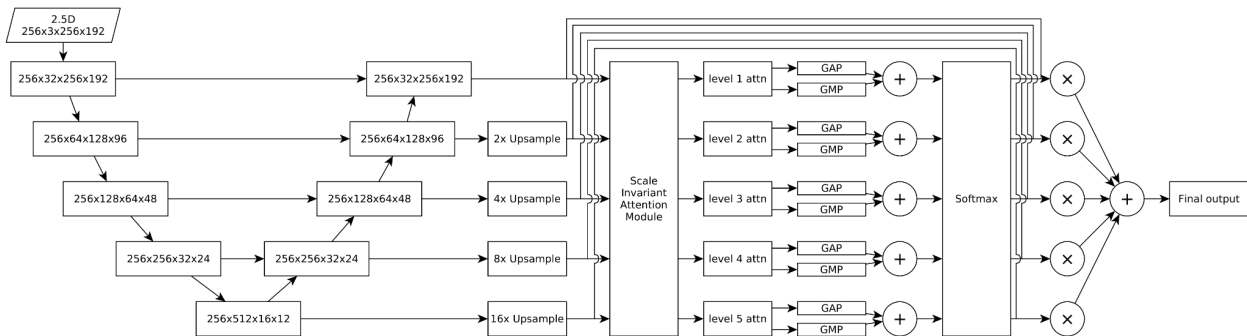 2.5D
256x3x256x192
256x32x256x192
256x32x256x192
level 1 attn
GAP
GMP
+
×
256x64x128x96
256x64x128x96
2x Upsample
level 2 attn
GAP
GMP
+
×
256x128x64x48
256x128x64x48
4x Upsample
Scale
Invariant
Attention
Module
level 3 attn
GAP
GMP
+
Softmax
×
+
Final output
256x256x32x24
256x256x32x24
8x Upsample
level 4 attn
GAP
GMP
+
×
256x512x16x12
16x Upsample
level 5 attn
GAP
GMP
+
×